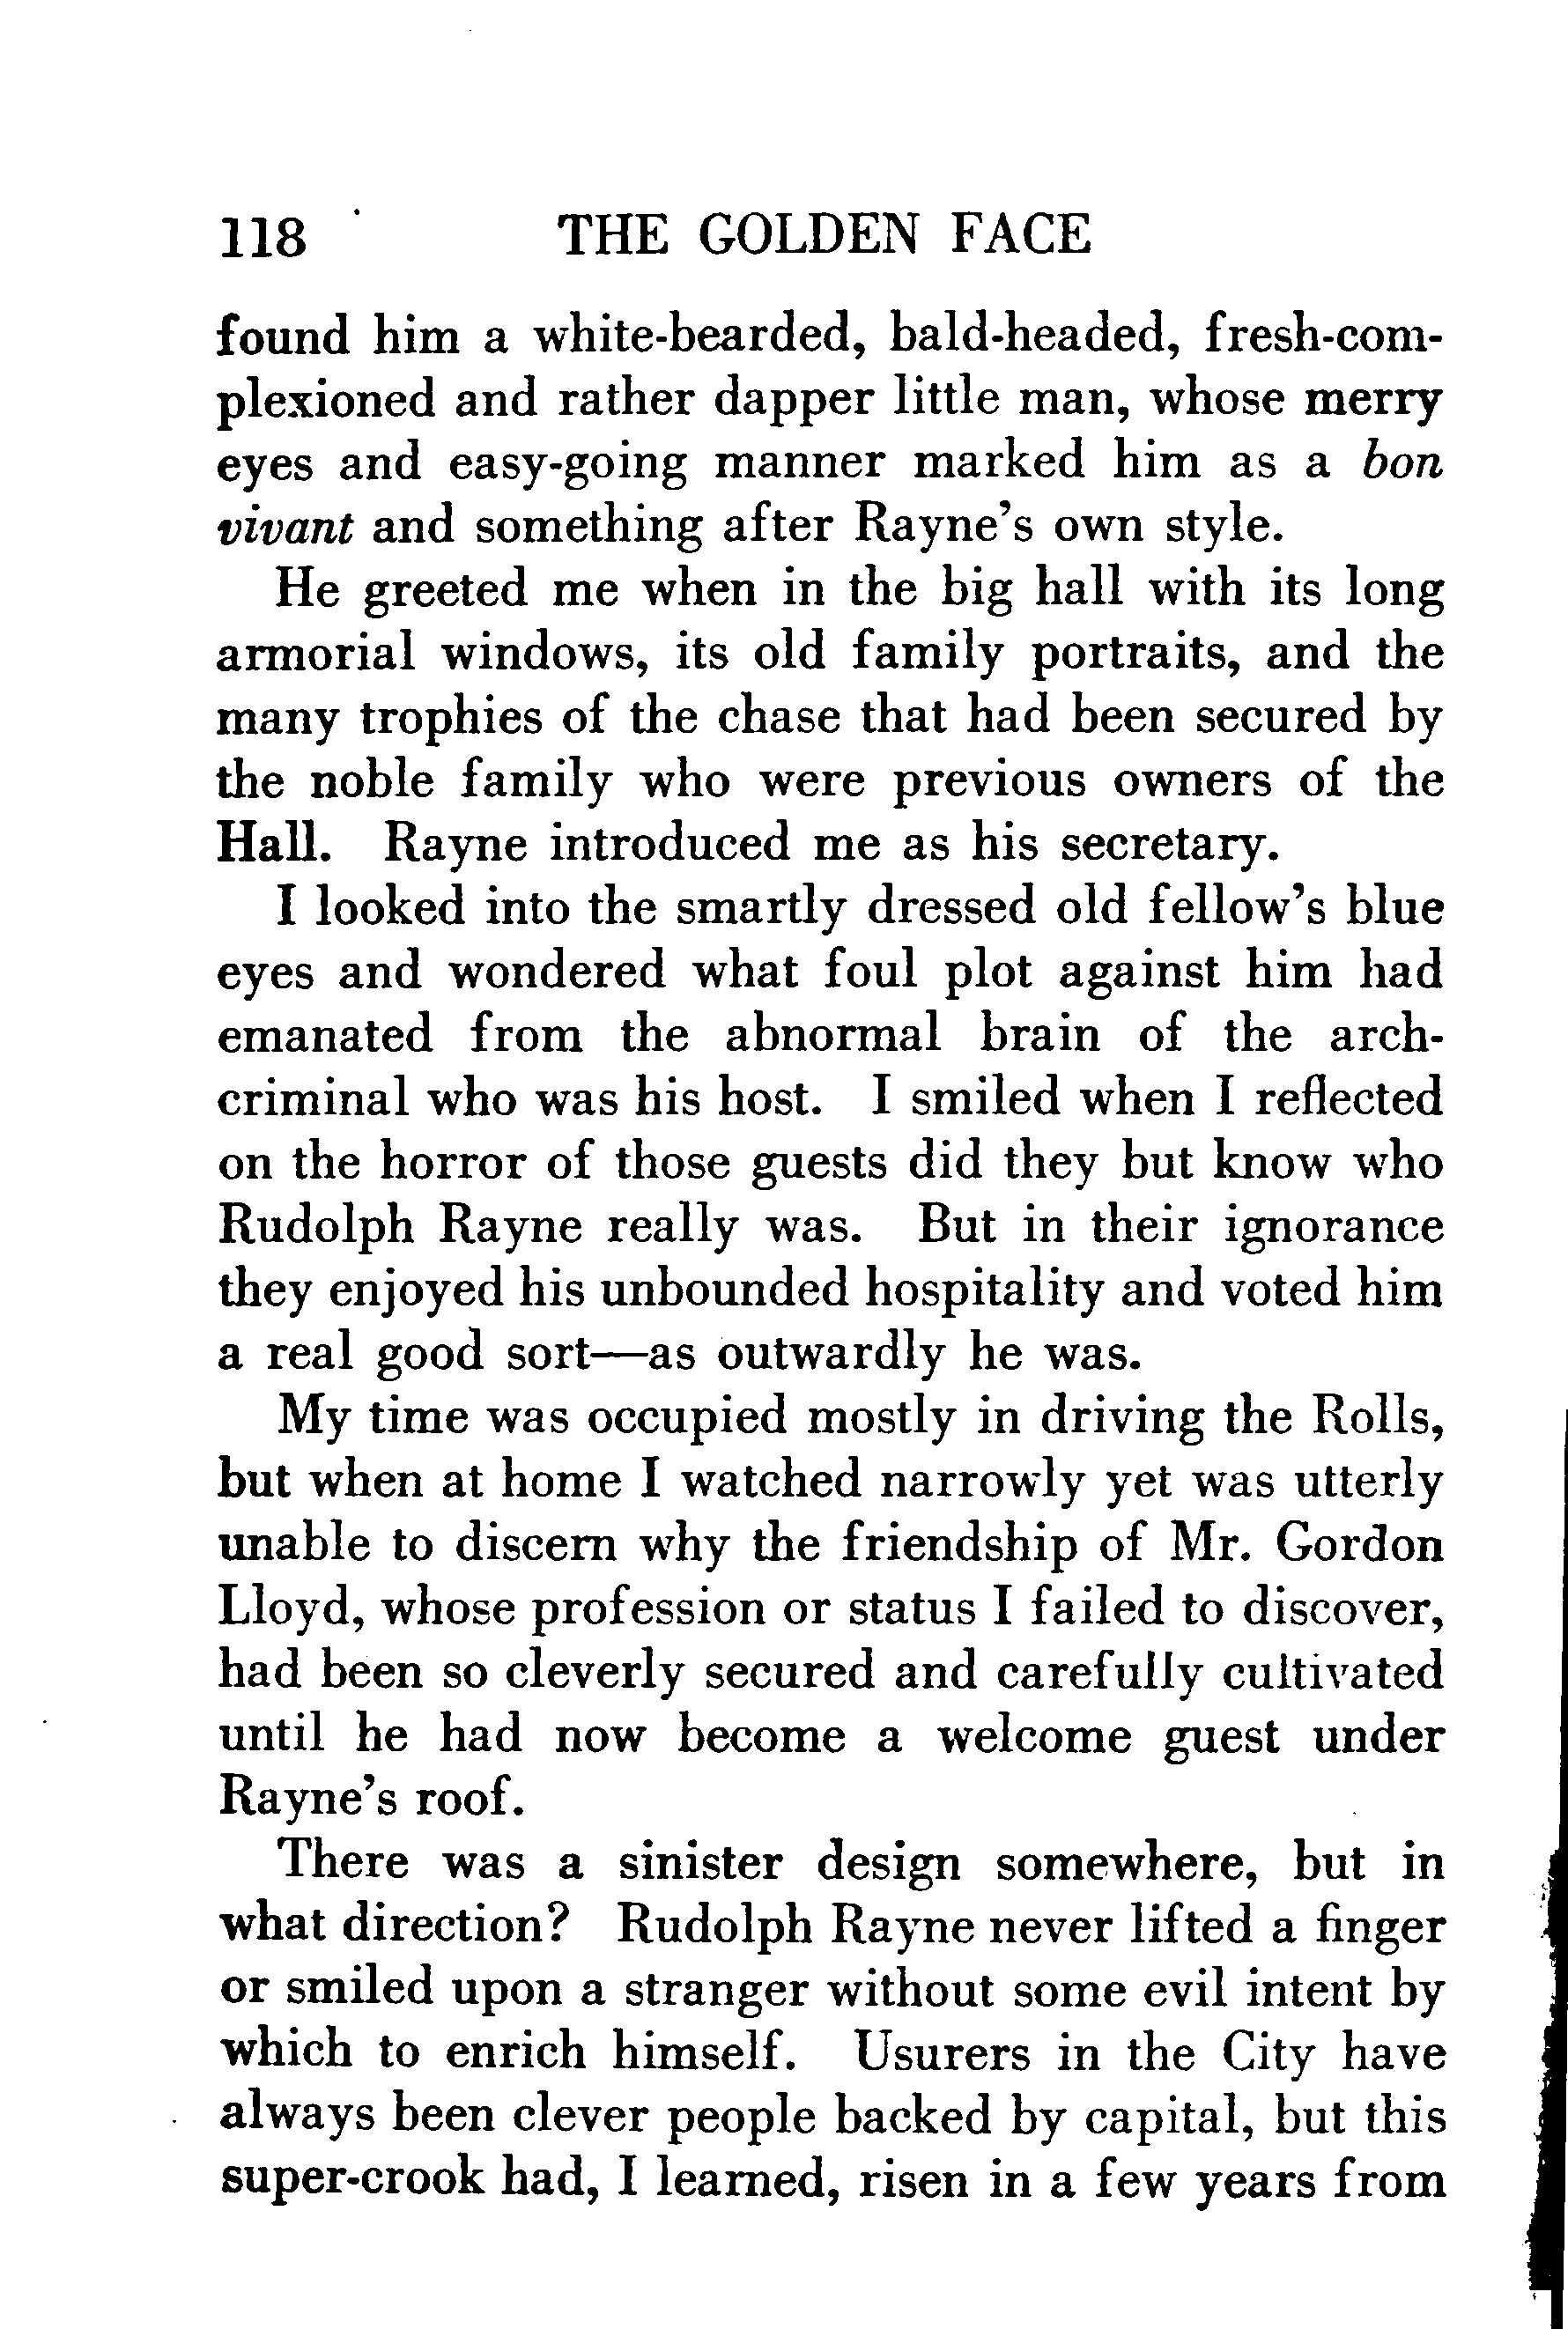 118 THE GOLDEN FACE
found him a white-bearded, bald-headed, fresh-com-
plexioned and rather dapper little man, whose merry
eyes and easy-going manner marked him as a bon
vivant and something after Rayne's own style.
He greeted me when in the big hall with its long
armorial windows, its old family portraits, and the
many trophies of the chase that had been secured by
the noble family who were previous owners of the
Hall. Rayne introduced me as his secretary.
I looked into the smartly dressed old fellow's blue
eyes and wondered what foul plot against him had
emanated from the abnormal brain of the arch-
criminal who was his host. I smiled when I reflected
on the horror of those guests did they but know who
Rudolph Rayne really was. But in their ignorance
they enjoyed his unbounded hospitality and voted him
a real good sort—as outwardly he was.
My time was occupied mostly in driving the Rolls,
but when at home I watched narrowly yet was utterly
unable to discern why the friendship of Mr. Gordon
Lloyd, whose profession or status I failed to discover,
had been so cleverly secured and carefully cultivated
until he had now become a welcome guest under
Rayne's roof.
There was a sinister design somewhere, but in
what direction? Rudolph Rayne never lifted a finger
or smiled upon a stranger without some evil intent by
which to enrich himself. Usurers in the City have
always been clever people backed by capital, but this
super-crook had, I learned, risen in a few years from